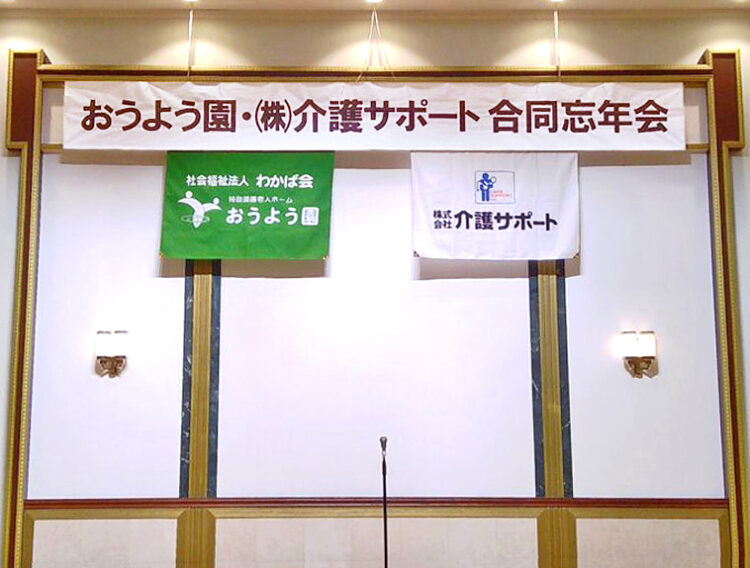 おうよう園・㈱介護サポート 合同忘年会
社会福祉法人 わかば会
特別養護老人ホーム
おうよう園
株式会社 介護サポート